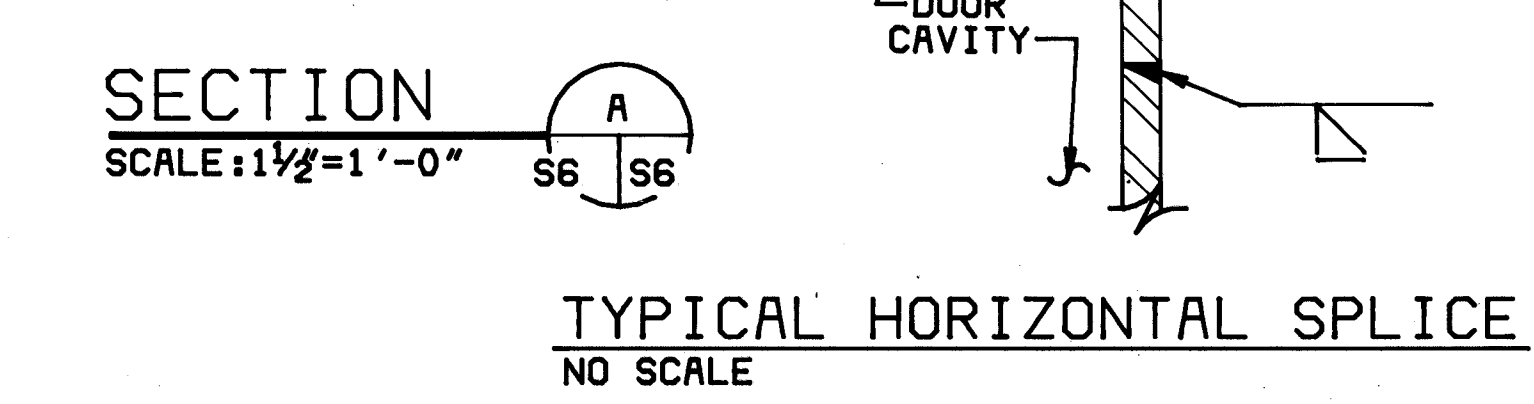 DOOR
CAVITY
SECTION
A
SCALE:1½"=1'-0"
S6
S6
TYPICAL HORIZONTAL SPLICE
NO SCALE